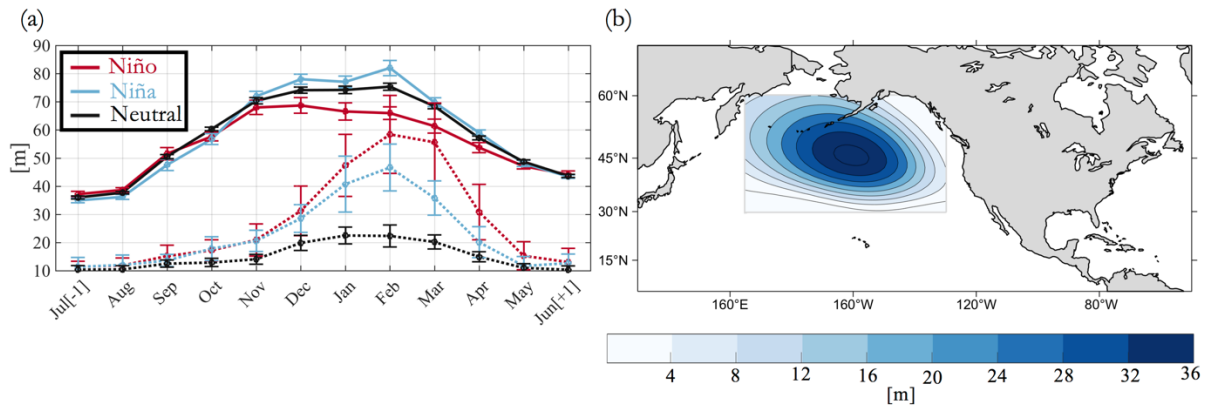 (a)
90
80
70
60
50
40
30
20
10
[m]
Niño
Niña
Neutral
Jul[-1]
Aug
Sep
Oct
Nov
Dec
Jan
Feb
Mar
Apr
May
Jun[+1]
(b)
60°N
45°N
30°N
15°N
160°E 160°W 120°W 80°W
4 8 12 16 20 24 28 32 36
[m]